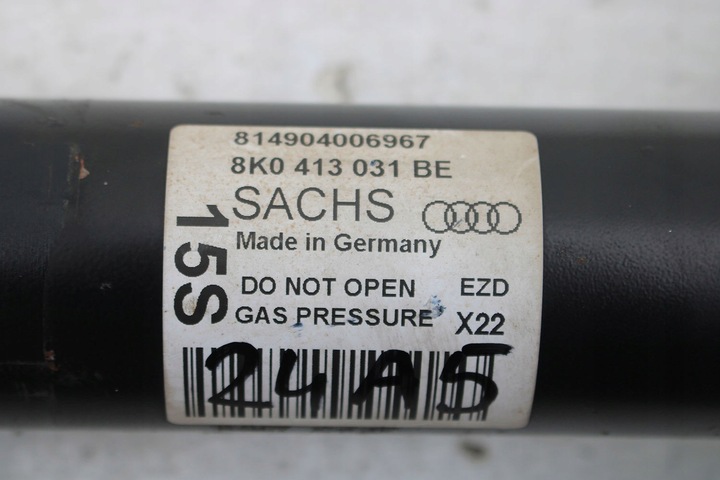 814904006967
8K0 413 031 BE
SACHS
Made in Germany
15S
DO NOT OPEN EZD
GAS PRESSURE X22
24A5